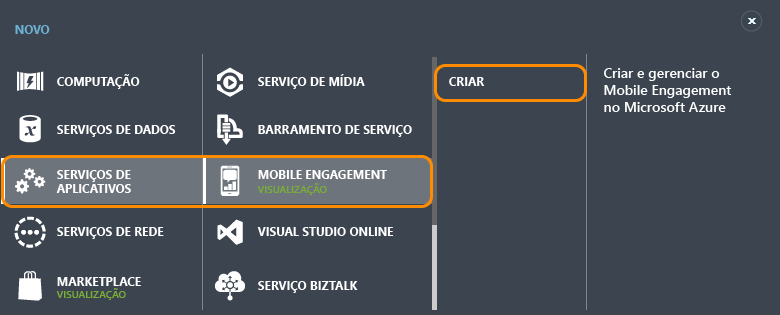 NOVO
COMPUTAÇÃO
SERVIÇOS DE DADOS
SERVIÇOS DE
APLICATIVOS
SERVIÇOS DE REDE
MARKETPLACE
VISUALIZAÇÃO
SERVIÇO DE MÍDIA
BARRAMENTO DE SERVIÇO
MOBILE ENGAGEMENT
VISUALIZAÇÃO
VISUAL STUDIO ONLINE
SERVIÇO BIZTALK
CRIAR
Criar e gerenciar o
Mobile Engagement
no Microsoft Azure